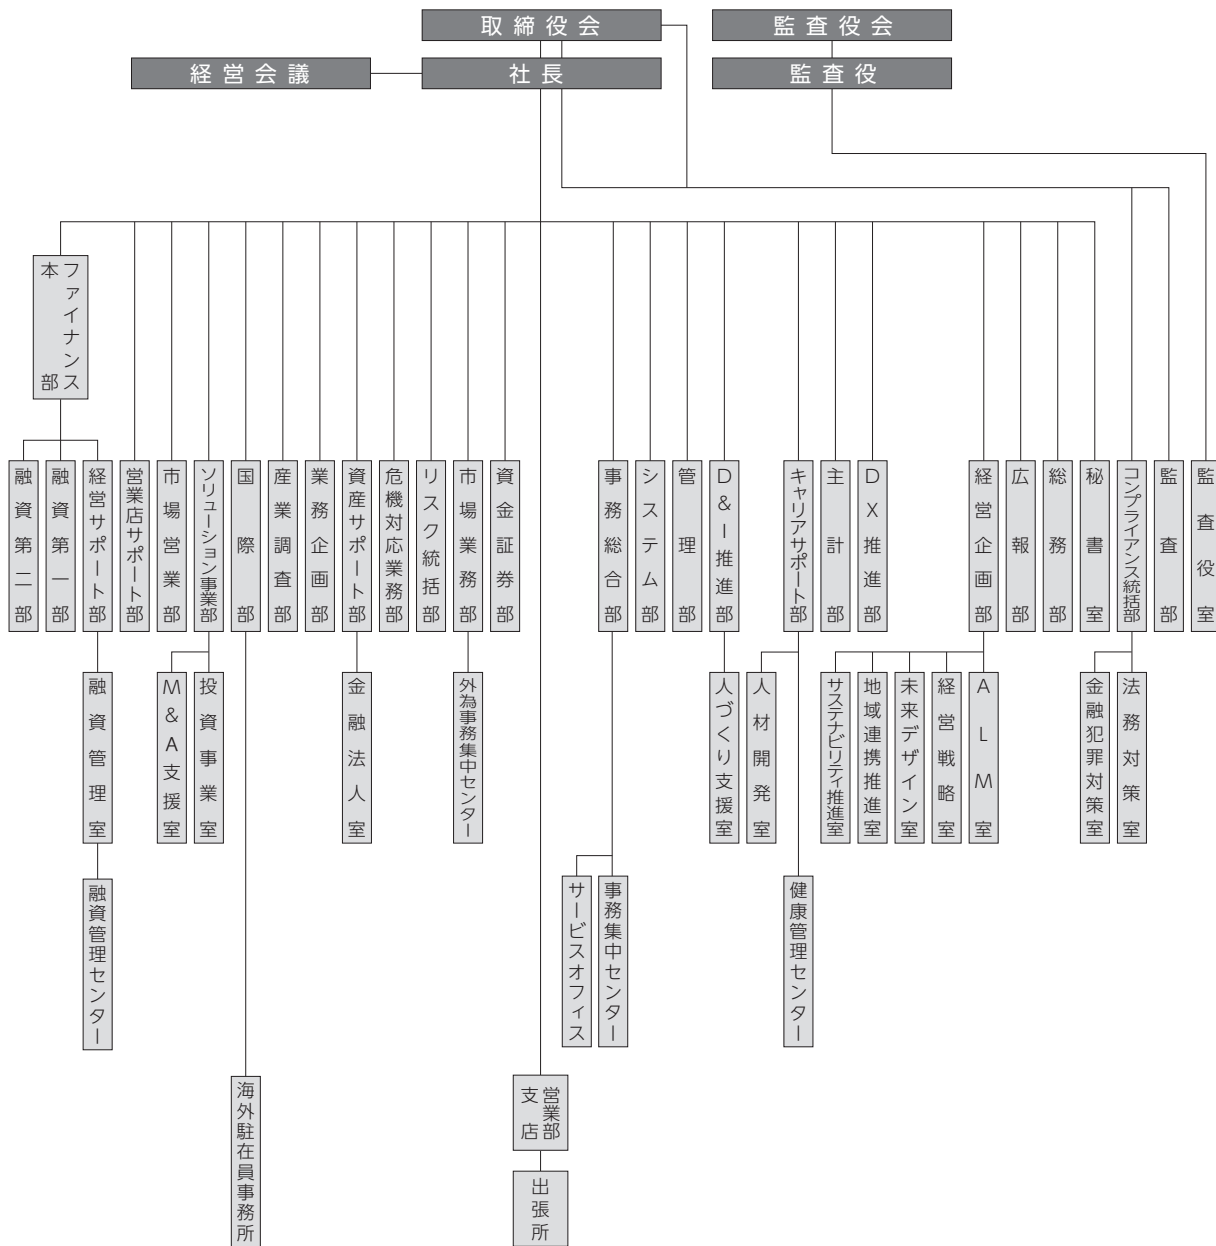 取締役会
監査役会
経営会議
社長
監査役
ファイナンス
本部
融資第二部
融資第一部
経営サポート部
営業店サポート部
市場営業部
ソリューション事業部
国際部
産業調査部
業務企画部
資産サポート部
危機対応業務部
リスク統括部
市場業務部
資金証券部
事務総合部
システム部
管理部
D&I推進部
キャリアサポート部
主計部
DX推進部
経営企画部
広報部
総務部
秘書室
コンプライアンス統括部
監査部
監査役室
融資管理室
M&A支援室
投資事業室
金融法人室
外為事務集中センター
人づくり支援室
人材開発室
サステナビリティ推進室
地域連携推進室
未来デザイン室
経営戦略室
ALM室
金融犯罪対策室
法務対策室
融資管理センター
サービスオフィス
事務集中センター
健康管理センター
海外駐在員事務所
営業部
支店
出張所